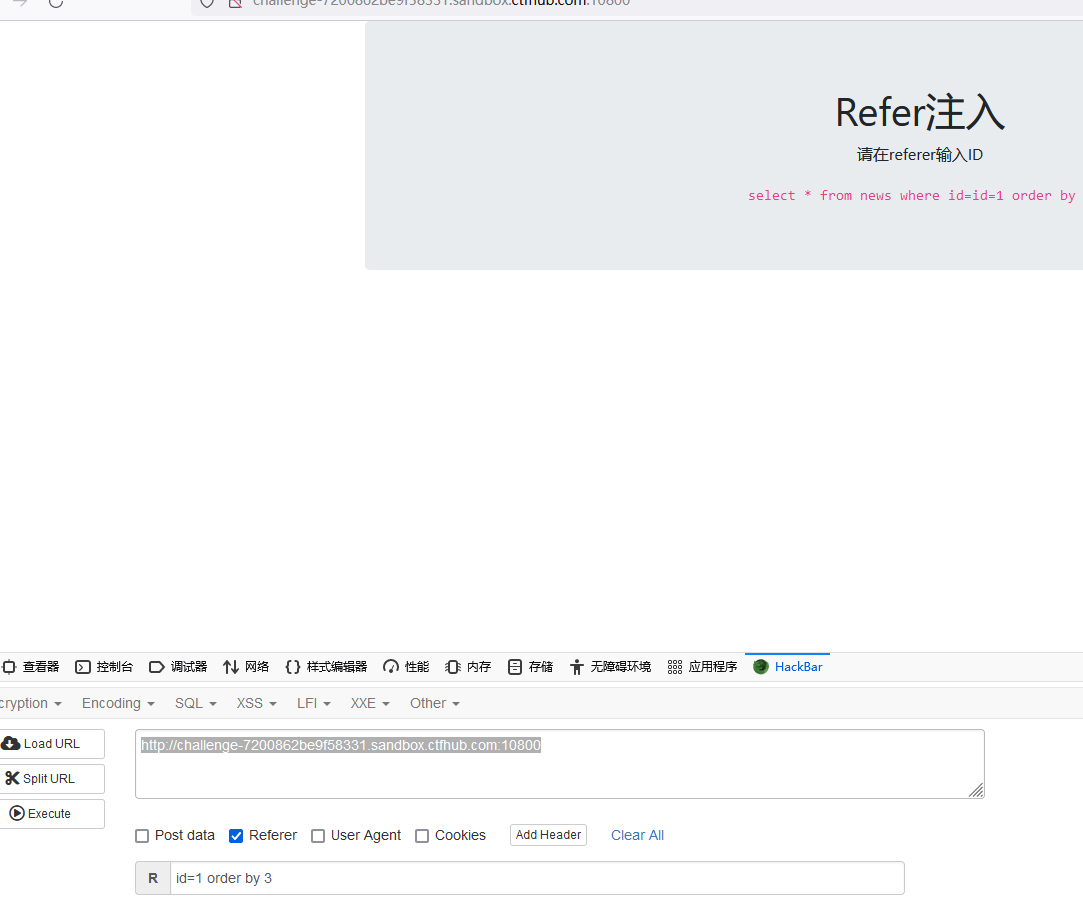 challenge-7200862be9f58331.sandbox.ctfhub.com:10800
Refer注入
请在referer输入ID
select * from news where id=id=1 order by
查看器 控制台 调试器 网络 样式编辑器 性能 内存 存储 无障碍环境 应用程序 HackBar
cryption Encoding SQL XSS LFI XXE Other
Load URL
http://challenge-7200862be9f58331.sandbox.ctfhub.com:10800
Split URL
Execute
Post data Referer User Agent Cookies Add Header Clear All
R id=1 order by 3